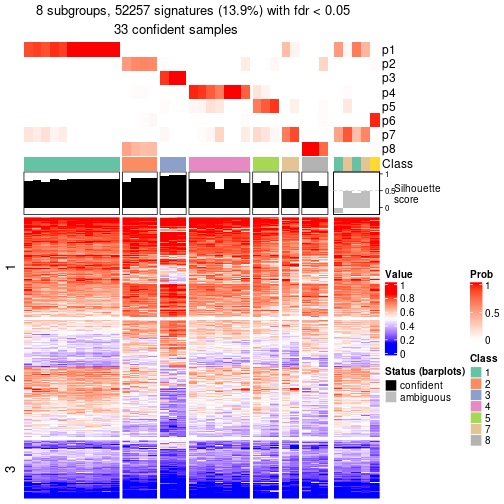 8 subgroups, 52257 signatures (13.9%) with fdr < 0.05
33 confident samples
p1
p2
p3
p4
p5
p6
p7
p8
Class
1
0.5
0
Silhouette
score
1
2
3
Value
1
0.8
0.6
0.4
0.2
0
Prob
1
0.5
0
Status (barplots)
confident
ambiguous
Class
1
2
3
4
5
7
8